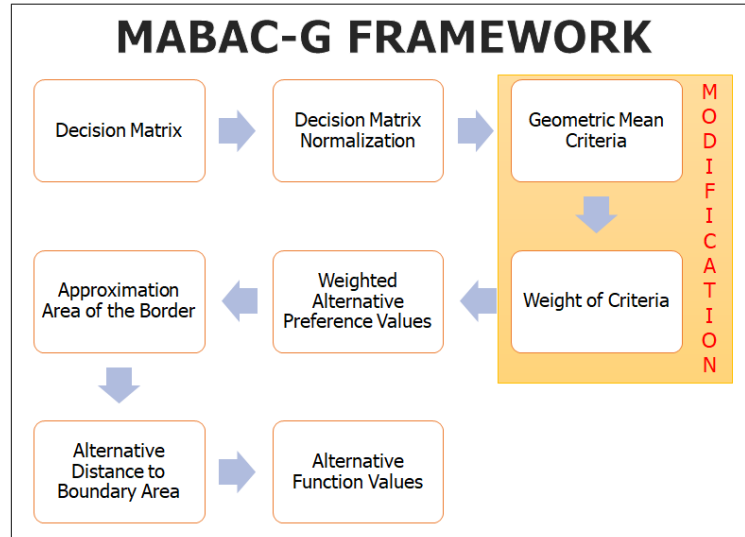 MABAC-G FRAMEWORK
Decision Matrix
Decision Matrix
Normalization
Geometric Mean
Criteria
MODIFICATION
Approximation
Area of the Border
Weighted
Alternative
Preference Values
Weight of Criteria
Alternative
Distance to
Boundary Area
Alternative
Function Values